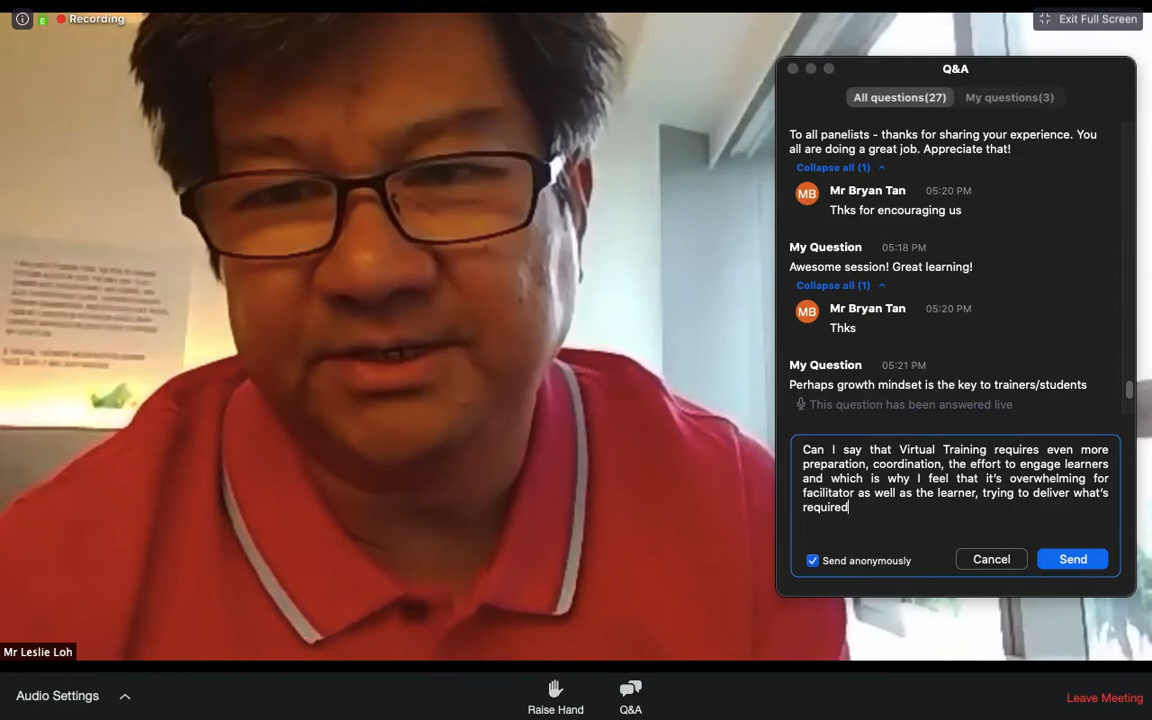 Recording
Exit Full Screen
Q&A
All questions(27) My questions(3)
To all panelists - thanks for sharing your experience. You
all are doing a great job. Appreciate that!
Collapse all (1)
MB Mr Bryan Tan 05:20 PM
Thks for encouraging us
My Question 05:18 PM
Awesome session! Great learning!
Collapse all (1)
MB Mr Bryan Tan 05:20 PM
Thks
My Question 05:21 PM
Perhaps growth mindset is the key to trainers/students
This question has been answered live
Can I say that Virtual Training requires even more
preparation, coordination, the effort to engage learners
and which is why I feel that it's overwhelming for
facilitator as well as the learner, trying to deliver what's
required
Send anonymously Cancel Send
Mr Leslie Loh
Audio Settings
Raise Hand
Q&A
Leave Meeting